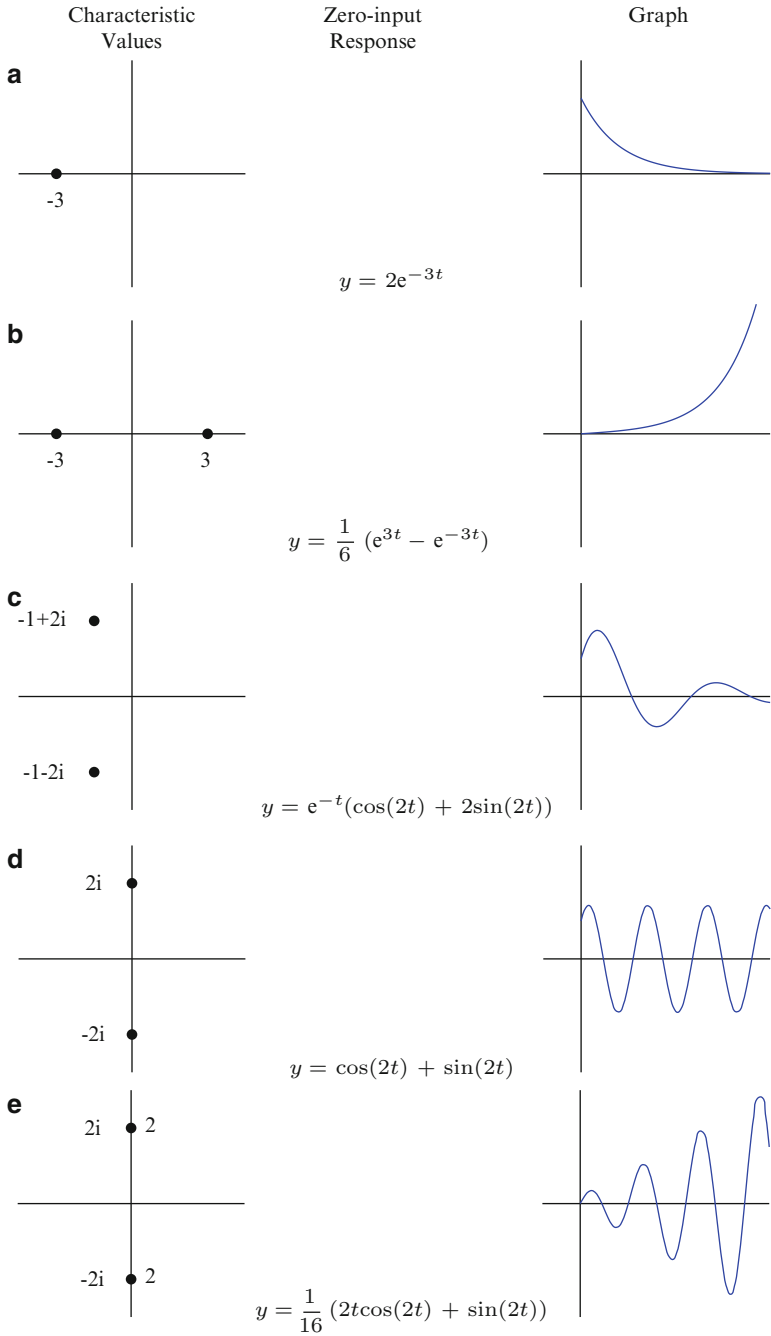 Characteristic Values
Zero-input Response
Graph
a
-3
y = 2e^{-3t}
b
-3 3
y = \frac{1}{6} (e^{3t} − e^{-3t})
c
-1+2i
-1-2i
y = e^{-t}(cos(2t) + 2sin(2t))
d
2i
-2i
y = cos(2t) + sin(2t)
e
2i 2
-2i 2
y = \frac{1}{16} (2tcos(2t) + sin(2t))